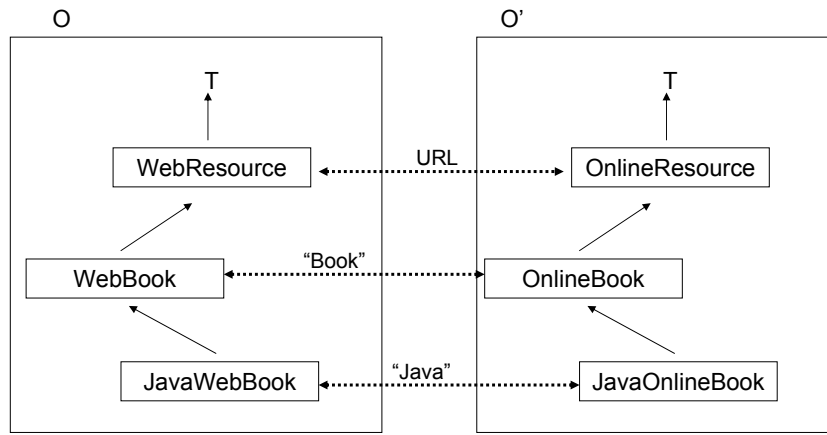 O
O’
T
T
WebResource
URL
OnlineResource
WebBook
“Book”
OnlineBook
JavaWebBook
“Java”
JavaOnlineBook